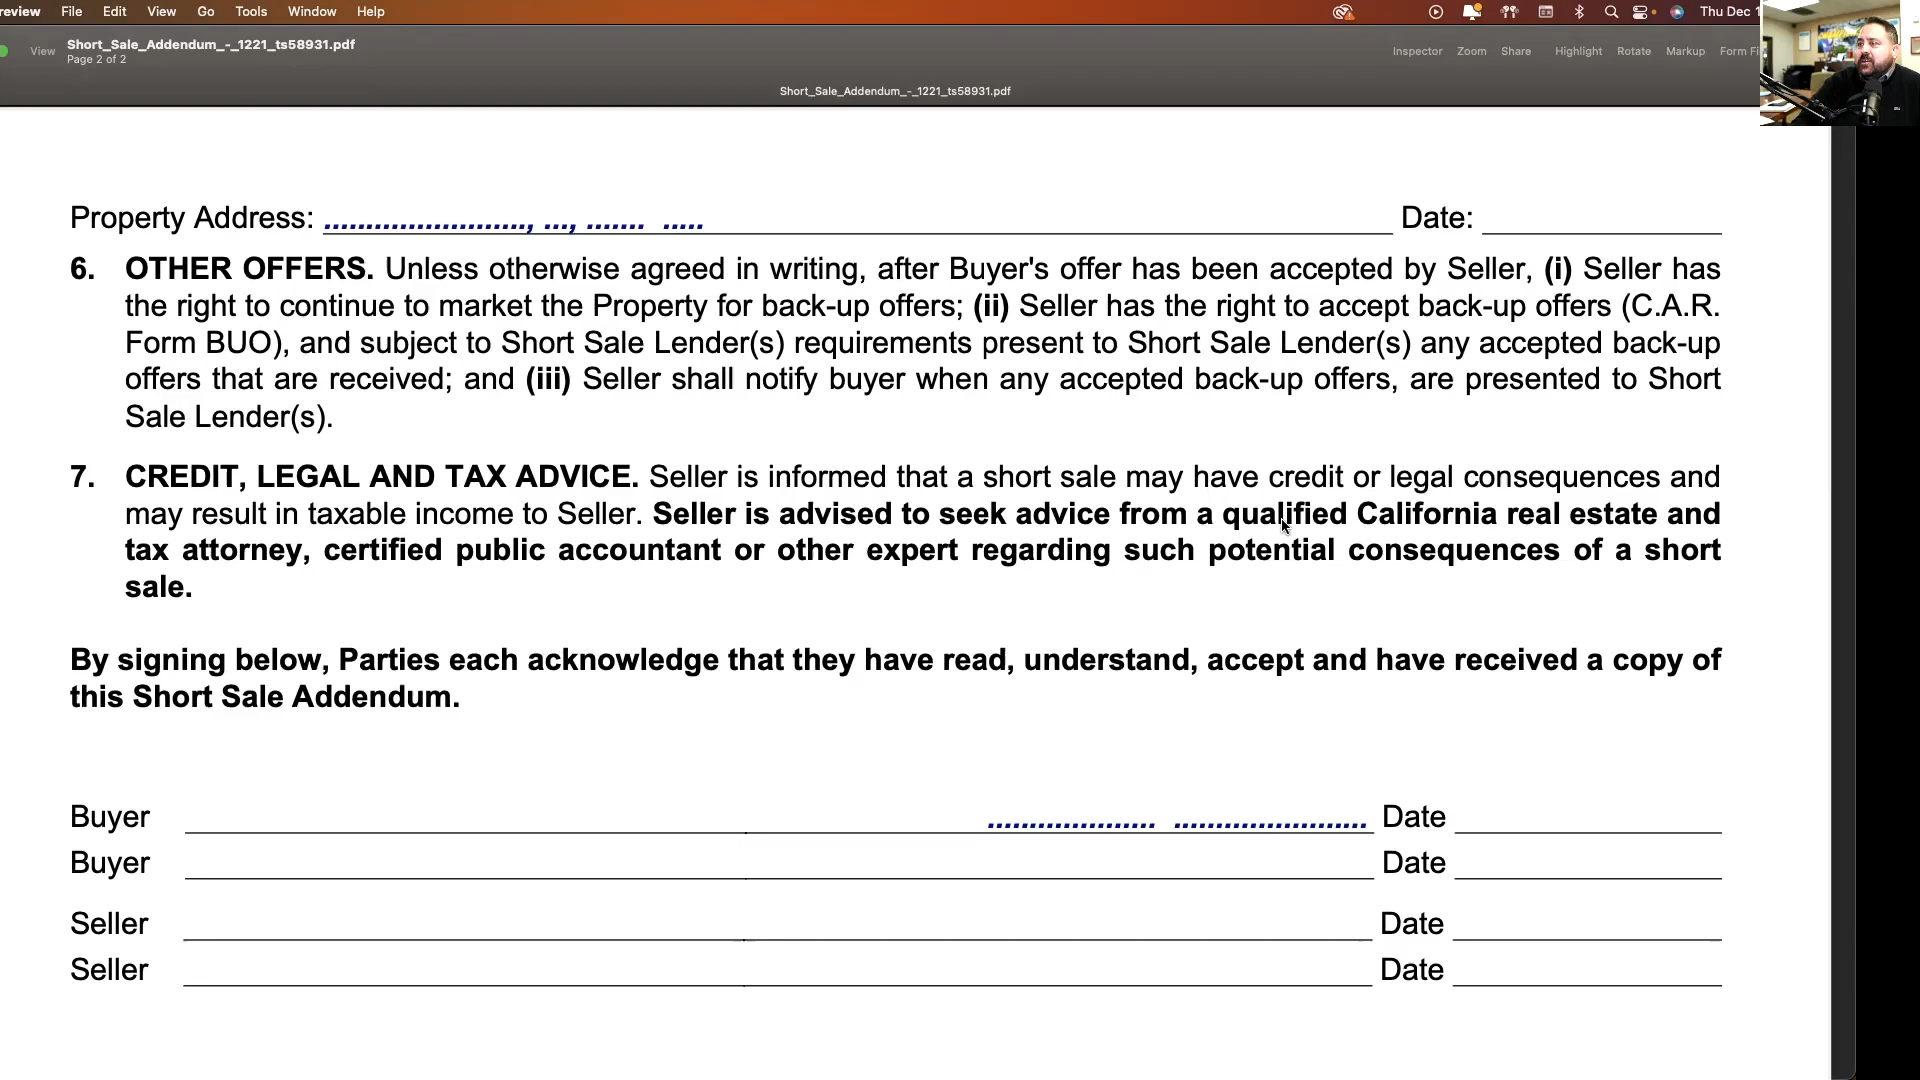 review File Edit View Go Tools Window Help Thu Dec 1
View Short_Sale_Addendum_-_1221_ts58931.pdf
Page 2 of 2
Inspector Zoom Share Highlight Rotate Markup Form Fi
Short_Sale_Addendum_-_1221_ts58931.pdf
Property Address: Date:
6. OTHER OFFERS. Unless otherwise agreed in writing, after Buyer's offer has been accepted by Seller, (i) Seller has
the right to continue to market the Property for back-up offers; (ii) Seller has the right to accept back-up offers (C.A.R.
Form BUO), and subject to Short Sale Lender(s) requirements present to Short Sale Lender(s) any accepted back-up
offers that are received; and (iii) Seller shall notify buyer when any accepted back-up offers, are presented to Short
Sale Lender(s).
7. CREDIT, LEGAL AND TAX ADVICE. Seller is informed that a short sale may have credit or legal consequences and
may result in taxable income to Seller. Seller is advised to seek advice from a qualified California real estate and
tax attorney, certified public accountant or other expert regarding such potential consequences of a short
sale.
By signing below, Parties each acknowledge that they have read, understand, accept and have received a copy of
this Short Sale Addendum.
Buyer Date
Buyer Date
Seller Date
Seller Date